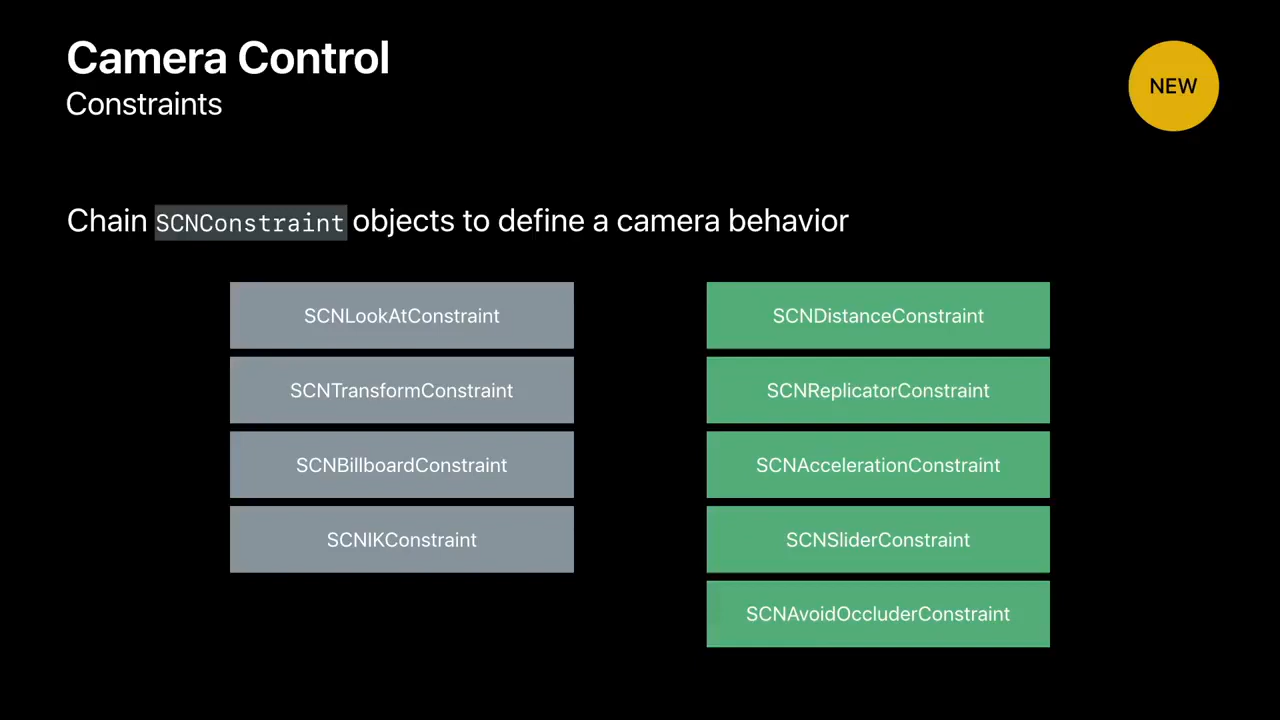 Camera Control
Constraints
NEW
Chain SCNConstraint objects to define a camera behavior
SCNLookAtConstraint
SCNTransformConstraint
SCNBillboardConstraint
SCNIKConstraint
SCNDistanceConstraint
SCNReplicatorConstraint
SCNAccelerationConstraint
SCNSliderConstraint
SCNAvoidOccluderConstraint